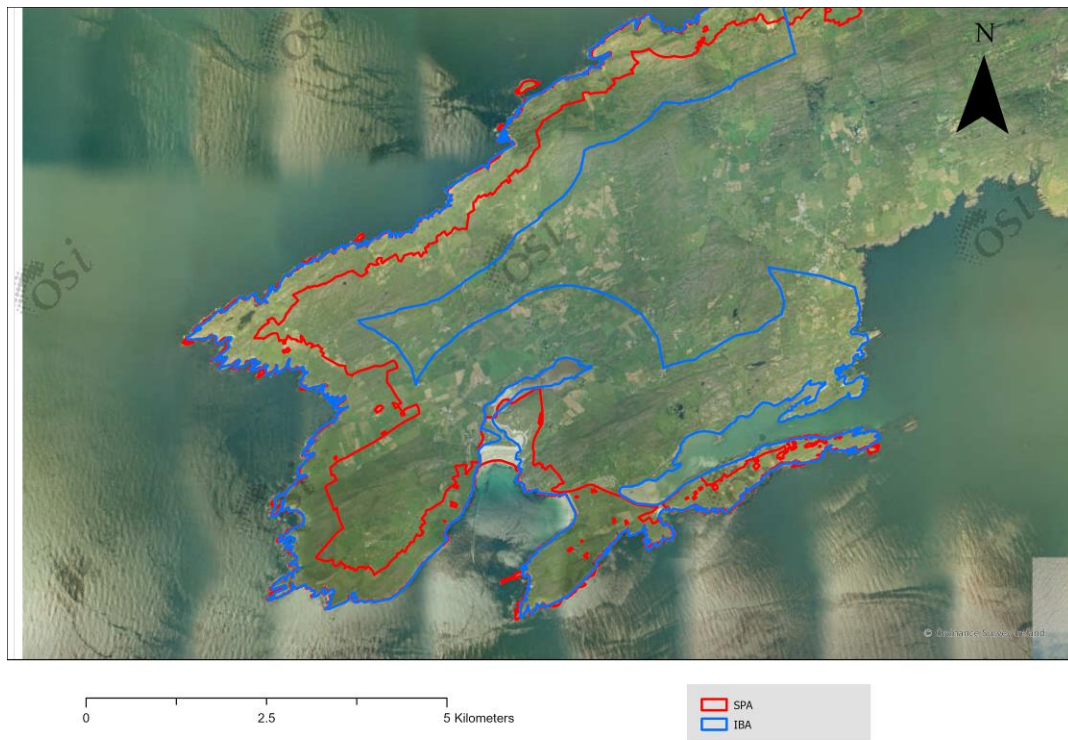 osi
N
osi
osi
osi
© Ordnance Survey Ireland
0
2.5
5 Kilometers
SPA
IBA